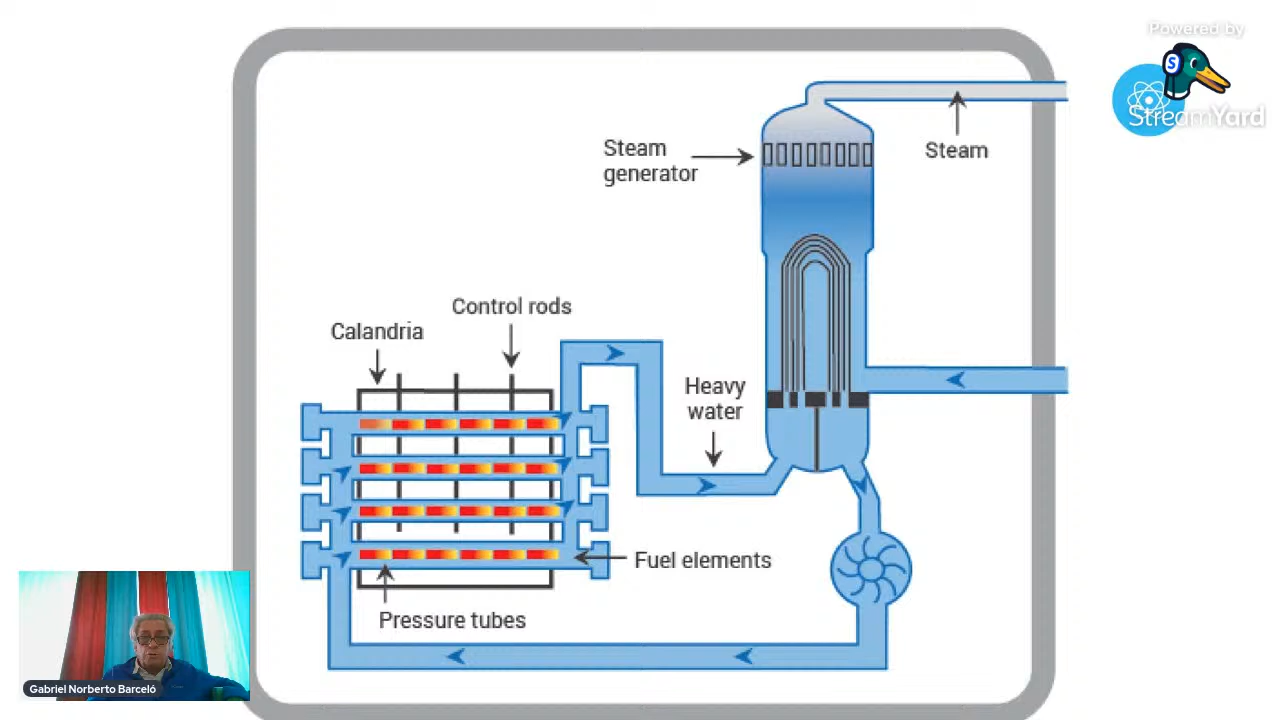 Powered by
StreamYard
Steam
generator
Steam
Control rods
Calandria
Heavy
water
Fuel elements
Pressure tubes
Gabriel Norberto Barceló